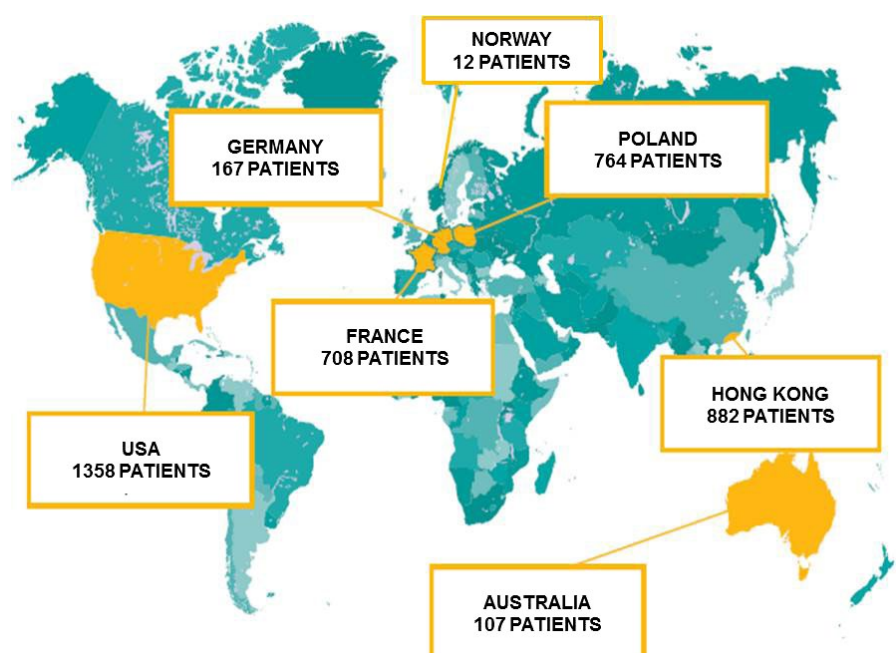 NORWAY
12 PATIENTS
GERMANY
167 PATIENTS
POLAND
764 PATIENTS
FRANCE
708 PATIENTS
HONG KONG
882 PATIENTS
USA
1358 PATIENTS
AUSTRALIA
107 PATIENTS